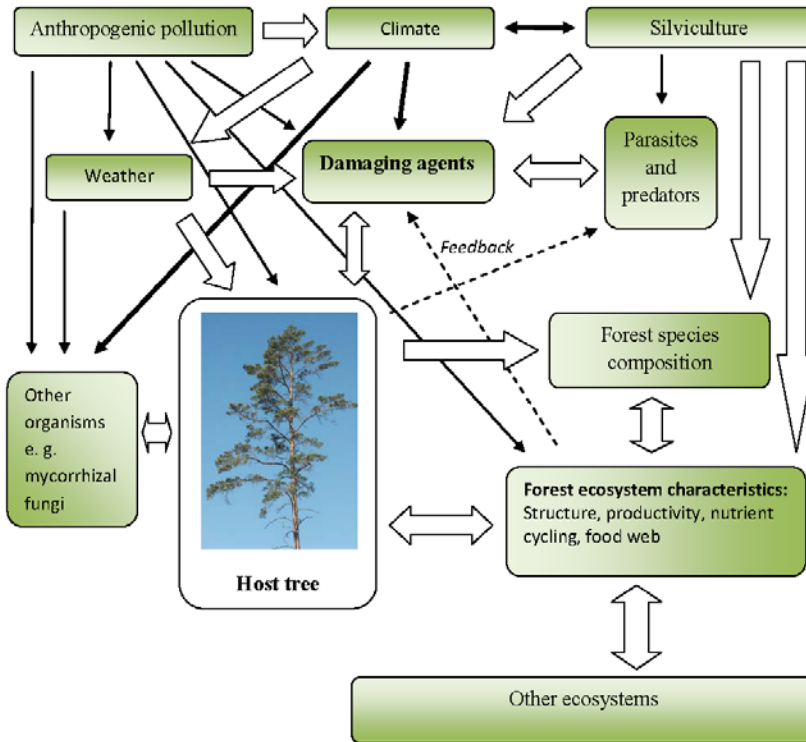 Anthropogenic pollution
Climate
Silviculture
Weather
Damaging agents
Parasites
and
predators
Feedback
Forest species
composition
Other
organisms
e. g.
mycorrhizal
fungi
Host tree
Forest ecosystem characteristics:
Structure, productivity, nutrient
cycling, food web
Other ecosystems